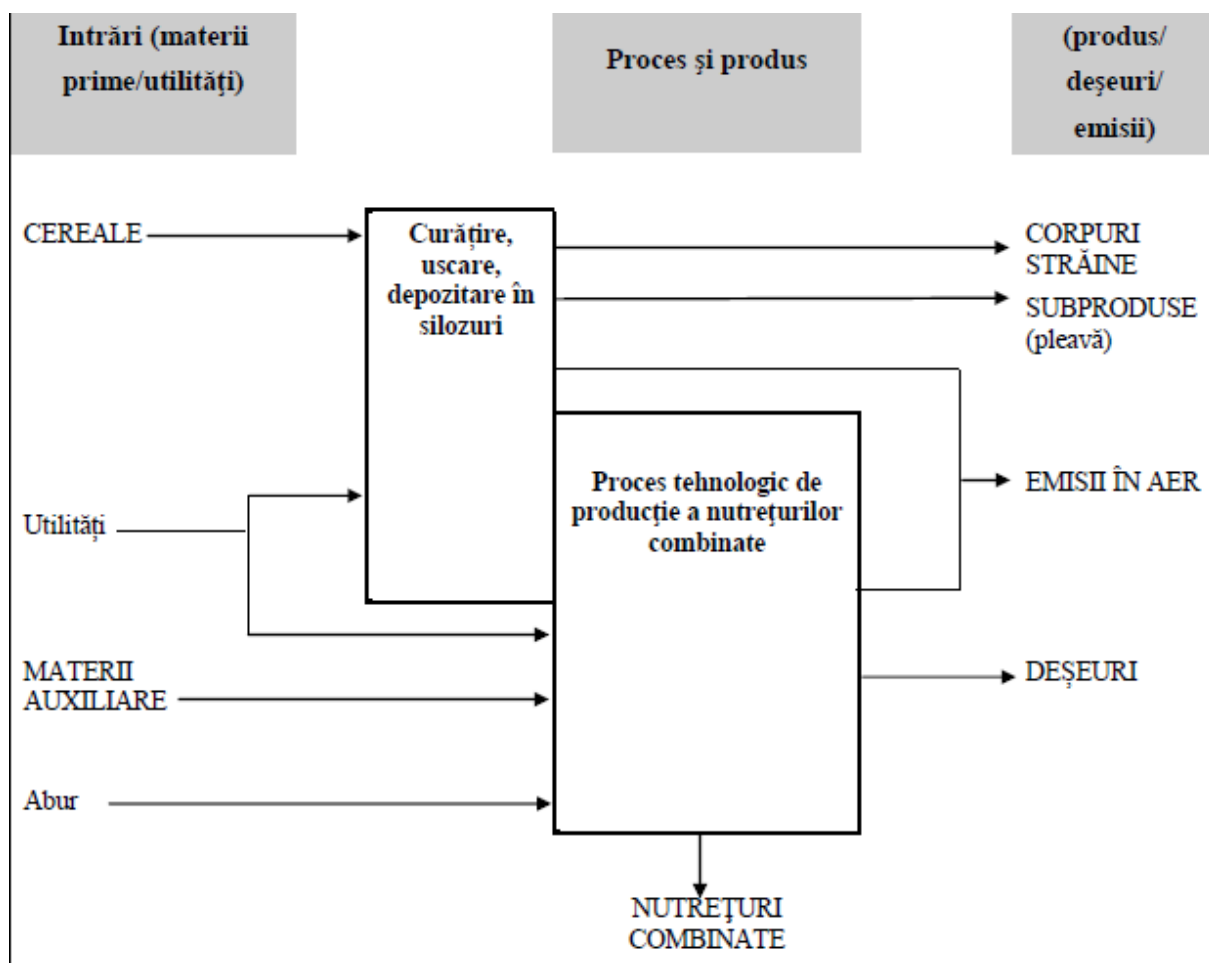 Intrări (materii
prime/utilități)
Proces și produs
(produs/
deșeuri/
emisii)
CEREALE
Curățire,
uscare,
depozitare în
silozuri
CORPURI
STRĂINE
SUBPRODUSE
(pleavă)
Proces tehnologic de
producție a nutrețurilor
combinate
EMISII ÎN AER
Utilități
MATERII
AUXILIARE
DEȘEURI
Abur
NUTREŢURI
COMBINATE